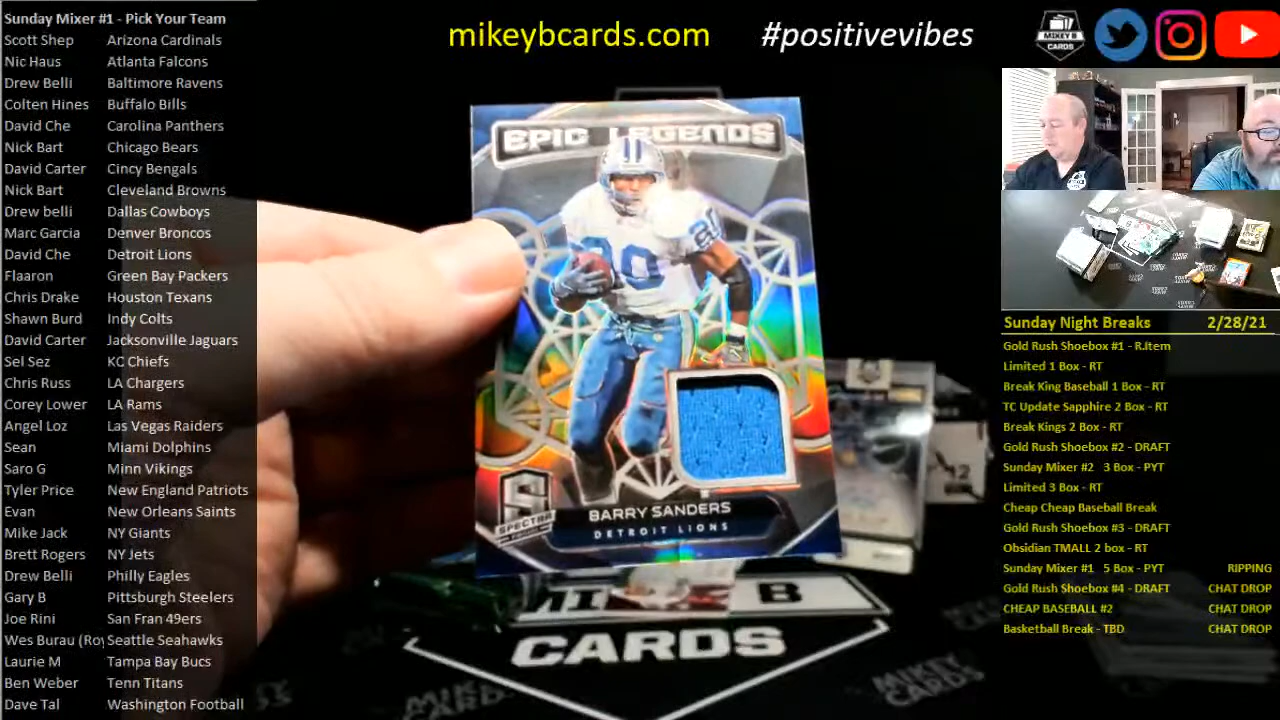 Sunday Mixer #1 - Pick Your Team
Scott Shep Arizona Cardinals
Nic Haus Atlanta Falcons
Drew Belli Baltimore Ravens
Colten Hines Buffalo Bills
David Che Carolina Panthers
Nick Bart Chicago Bears
David Carter Cincy Bengals
Nick Bart Cleveland Browns
Drew belli Dallas Cowboys
Marc Garcia Denver Broncos
David Che Detroit Lions
Flaaron Green Bay Packers
Chris Drake Houston Texans
Shawn Burd Indy Colts
David Carter Jacksonville Jaguars
Sel Sez KC Chiefs
Chris Russ LA Chargers
Corey Lower LA Rams
Angel Loz Las Vegas Raiders
Sean Miami Dolphins
Saro G Minn Vikings
Tyler Price New England Patriots
Evan New Orleans Saints
Mike Jack NY Giants
Brett Rogers NY Jets
Drew Belli Philly Eagles
Gary B Pittsburgh Steelers
Joe Rini San Fran 49ers
Wes Burau (Roy Seattle Seahawks
Laurie M Tampa Bay Bucs
Ben Weber Tenn Titans
Dave Tal Washington Football
mikeybcards.com #positivevibes
MIKEY B
CARDS
EPIC LEGENDS
80
SPECTRA
BARRY SANDERS
DETROIT LIONS
B
CARDS
MIKEY
CARDS
Sunday Night Breaks 2/28/21
Gold Rush Shoebox #1 - R.Item
Limited 1 Box - RT
Break King Baseball 1 Box - RT
TC Update Sapphire 2 Box - RT
Break Kings 2 Box - RT
Gold Rush Shoebox #2 - DRAFT
Sunday Mixer #2 3 Box - PYT
Limited 3 Box - RT
Cheap Cheap Baseball Break
Gold Rush Shoebox #3 - DRAFT
Obsidian TMALL 2 box - RT
Sunday Mixer #1 5 Box - PYT RIPPING
Gold Rush Shoebox #4 - DRAFT CHAT DROP
CHEAP BASEBALL #2 CHAT DROP
Basketball Break - TBD CHAT DROP